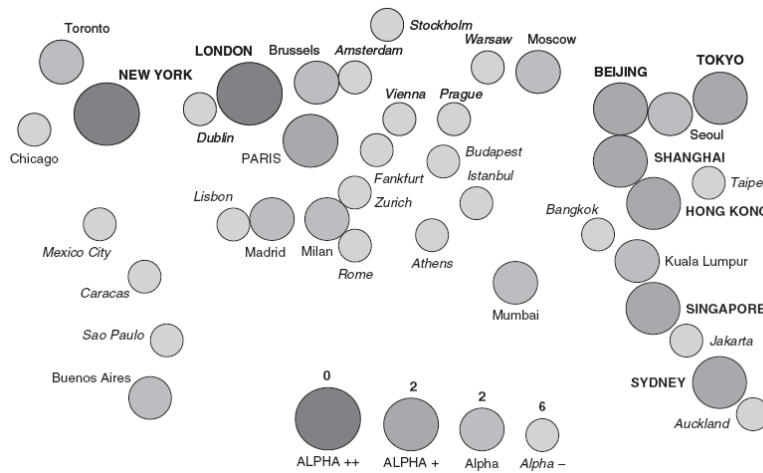 Stockholm
Toronto
LONDON
Brussels
Amsterdam
Warsaw
Moscow
NEW YORK
BEIJING
TOKYO
Vienna
Prague
Dublin
Seoul
Chicago
PARIS
Budapest
SHANGHAI
Fankfurt
Istanbul
Taipe
Lisbon
Zurich
Bangkok
HONG KONG
Mexico City
Madrid
Milan
Rome
Athens
Kuala Lumpur
Caracas
Mumbai
SINGAPORE
Sao Paulo
Jakarta
Buenos Aires
SYDNEY
Auckland
0 2 2 6
ALPHA ++ ALPHA + Alpha Alpha –